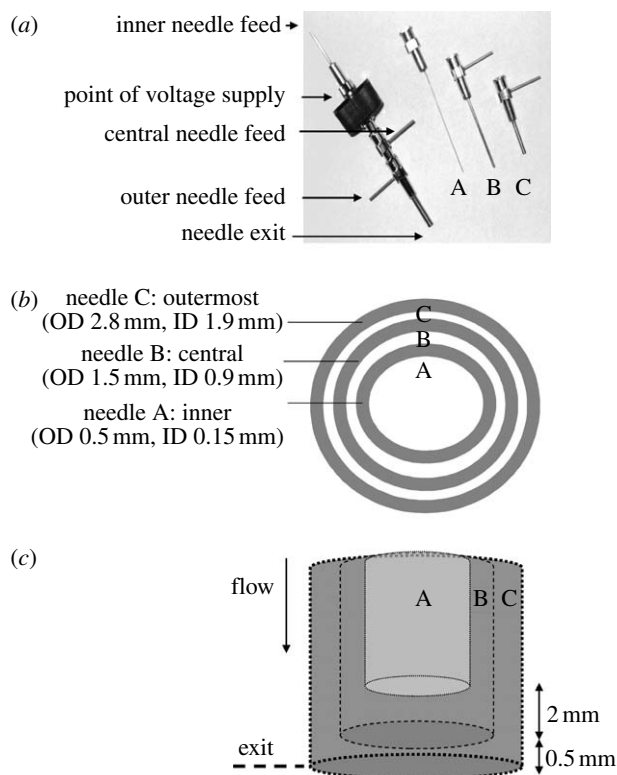 (a)
inner needle feed
point of voltage supply
central needle feed
outer needle feed
needle exit
A B C
(b)
needle C: outermost
(OD 2.8 mm, ID 1.9 mm)
needle B: central
(OD 1.5 mm, ID 0.9 mm)
needle A: inner
(OD 0.5 mm, ID 0.15 mm)
C
B
A
(c)
flow
A B C
2 mm
exit
0.5 mm